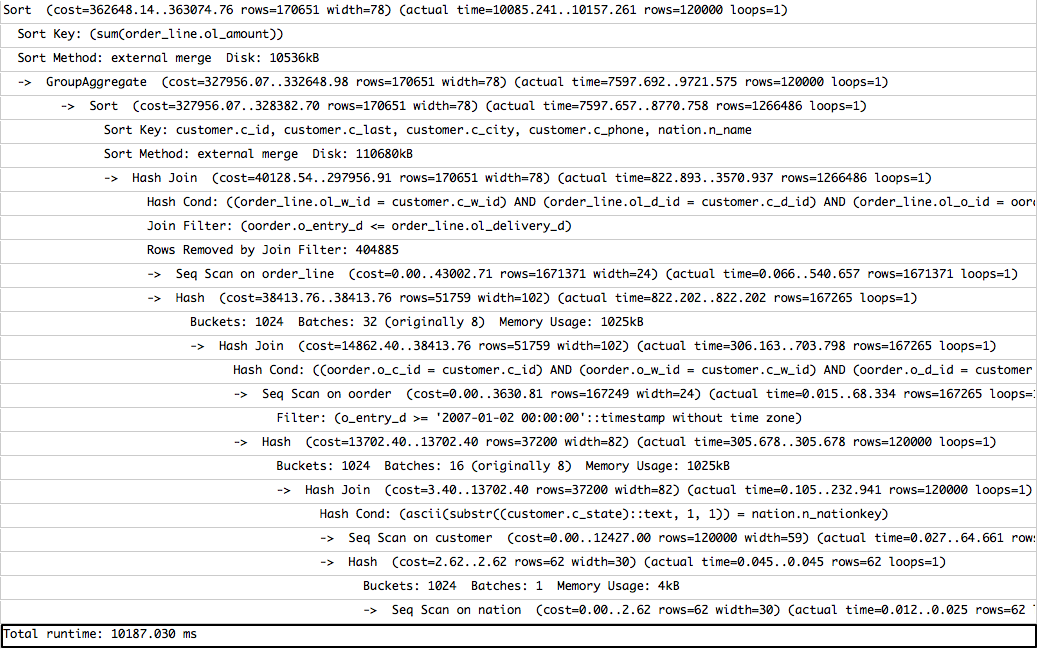 Sort  (cost=362648.14..363074.76 rows=170651 width=78) (actual time=10085.241..10157.261 rows=120000 loops=1)
Sort Key: (sum(order_line.ol_amount))
Sort Method: external merge  Disk: 10536kB
->  GroupAggregate  (cost=327956.07..332648.98 rows=170651 width=78) (actual time=7597.692..9721.575 rows=120000 loops=1)
->  Sort  (cost=327956.07..328382.70 rows=170651 width=78) (actual time=7597.657..8770.758 rows=1266486 loops=1)
Sort Key: customer.c_id, customer.c_last, customer.c_city, customer.c_phone, nation.n_name
Sort Method: external merge  Disk: 110680kB
->  Hash Join  (cost=40128.54..297956.91 rows=170651 width=78) (actual time=822.893..3570.937 rows=1266486 loops=1)
Hash Cond: ((order_line.ol_w_id = customer.c_w_id) AND (order_line.ol_d_id = customer.c_d_id) AND (order_line.ol_o_id = oor
Join Filter: (oorder.o_entry_d <= order_line.ol_delivery_d)
Rows Removed by Join Filter: 404885
->  Seq Scan on order_line  (cost=0.00..43002.71 rows=1671371 width=24) (actual time=0.066..540.657 rows=1671371 loops=1)
->  Hash  (cost=38413.76..38413.76 rows=51759 width=102) (actual time=822.202..822.202 rows=167265 loops=1)
Buckets: 1024  Batches: 32 (originally 8)  Memory Usage: 1025kB
->  Hash Join  (cost=14862.40..38413.76 rows=51759 width=102) (actual time=306.163..703.798 rows=167265 loops=1)
Hash Cond: ((oorder.o_c_id = customer.c_id) AND (oorder.o_w_id = customer.c_w_id) AND (oorder.o_d_id = customer
->  Seq Scan on oorder  (cost=0.00..3630.81 rows=167249 width=24) (actual time=0.015..68.334 rows=167265 loops=
Filter: (o_entry_d >= '2007-01-02 00:00:00'::timestamp without time zone)
->  Hash  (cost=13702.40..13702.40 rows=37200 width=82) (actual time=305.678..305.678 rows=120000 loops=1)
Buckets: 1024  Batches: 16 (originally 8)  Memory Usage: 1025kB
->  Hash Join  (cost=3.40..13702.40 rows=37200 width=82) (actual time=0.105..232.941 rows=120000 loops=1)
Hash Cond: (ascii(substr((customer.c_state)::text, 1, 1)) = nation.n_nationkey)
->  Seq Scan on customer  (cost=0.00..12427.00 rows=120000 width=59) (actual time=0.027..64.661 row
->  Hash  (cost=2.62..2.62 rows=62 width=30) (actual time=0.045..0.045 rows=62 loops=1)
Buckets: 1024  Batches: 1  Memory Usage: 4kB
->  Seq Scan on nation  (cost=0.00..2.62 rows=62 width=30) (actual time=0.012..0.025 rows=62
Total runtime: 10187.030 ms